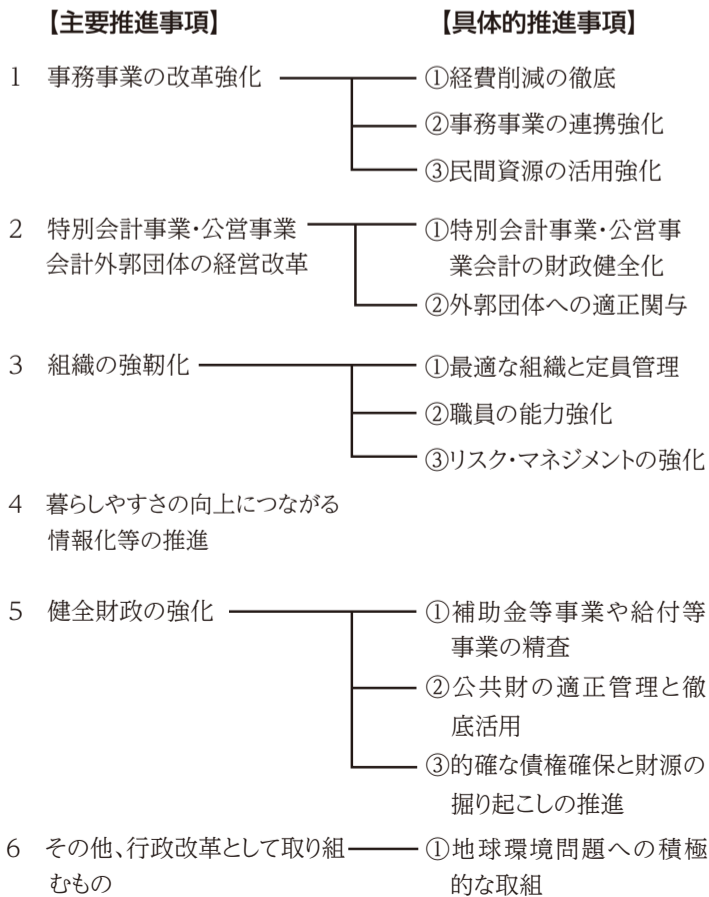 【主要推進事項】 【具体的推進事項】
1 事務事業の改革強化 ①経費削減の徹底
②事務事業の連携強化
③民間資源の活用強化
2 特別会計事業・公営事業 ①特別会計事業・公営事
会計外郭団体の経営改革 業会計の財政健全化
②外郭団体への適正関与
3 組織の強靭化 ①最適な組織と定員管理
②職員の能力強化
③リスク・マネジメントの強化
4 暮らしやすさの向上につながる
情報化等の推進
5 健全財政の強化 ①補助金等事業や給付等
事業の精査
②公共財の適正管理と徹
底活用
③的確な債権確保と財源の
掘り起こしの推進
6 その他、行政改革として取り組 ①地球環境問題への積極
むもの 的な取組